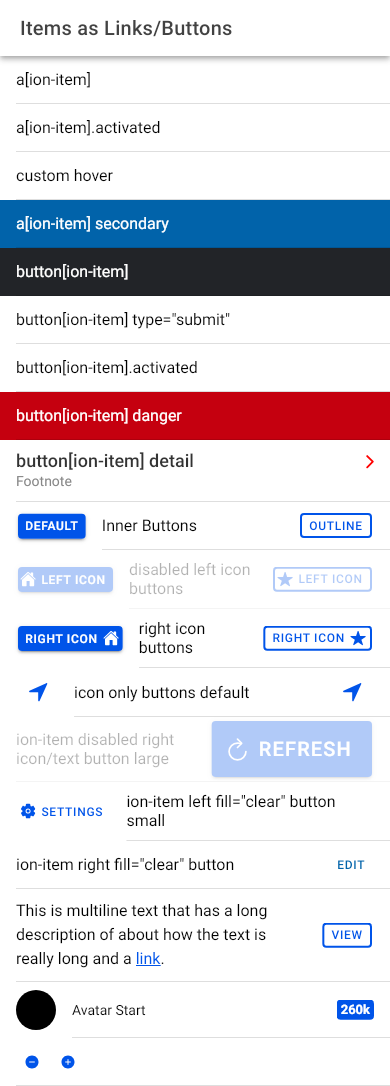 Items as Links/Buttons
a[ion-item]
a[ion-item].activated
custom hover
a[ion-item] secondary
button[ion-item]
button[ion-item] type="submit"
button[ion-item].activated
button[ion-item] danger
button[ion-item] detail
Footnote
DEFAULT Inner Buttons OUTLINE
LEFT ICON disabled left icon buttons LEFT ICON
RIGHT ICON right icon buttons RIGHT ICON
icon only buttons default
ion-item disabled right
icon/text button large
REFRESH
SETTINGS
ion-item left fill="clear" button
small
ion-item right fill="clear" button EDIT
This is multiline text that has a long
description of about how the text is
really long and a link.
VIEW
Avatar Start 260k